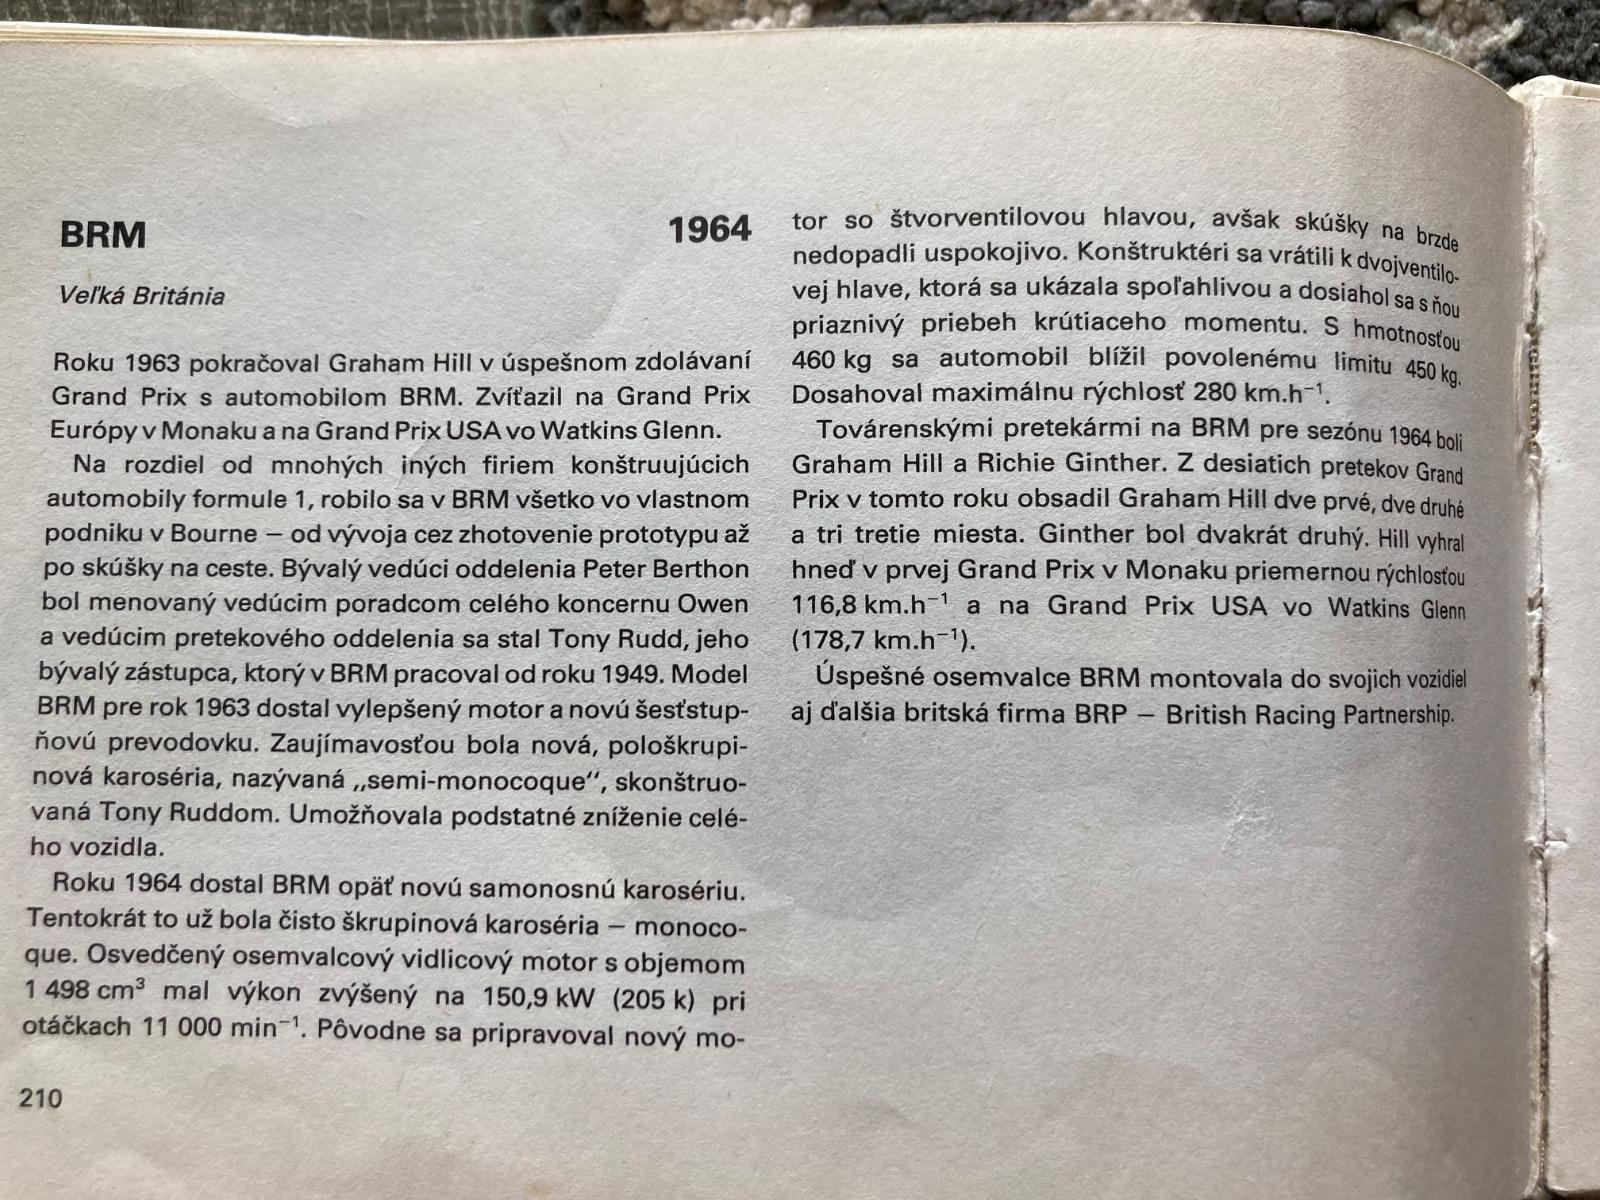 BRM 1964
Veľká Británia
Roku 1963 pokračoval Graham Hill v úspešnom zdolávaní
Grand Prix s automobilom BRM. Zvíťazil na Grand Prix
Európy v Monaku a na Grand Prix USA vo Watkins Glenn.
Na rozdiel od mnohých iných firiem konštruujúcich
automobily formule 1, robilo sa v BRM všetko vo vlastnom
podniku v Bourne – od vývoja cez zhotovenie prototypu až
po skúšky na ceste. Bývalý vedúci oddelenia Peter Berthon
bol menovaný vedúcim poradcom celého koncernu Owen
a vedúcim pretekového oddelenia sa stal Tony Rudd, jeho
bývalý zástupca, ktorý v BRM pracoval od roku 1949. Model
BRM pre rok 1963 dostal vylepšený motor a novú šesťstup-
ňovú prevodovku. Zaujímavosťou bola nová, pološkrupi-
nová karoséria, nazývaná „semi-monocoque“, skonštruo-
vaná Tony Ruddom. Umožňovala podstatné zníženie celé-
ho vozidla.
Roku 1964 dostal BRM opäť novú samonosnú karosériu.
Tentokrát to už bola čisto škrupinová karoséria – monoco-
que. Osvedčený osemvalcový vidlicový motor s objemom
1 498 cm³ mal výkon zvýšený na 150,9 kW (205 k) pri
otáčkach 11 000 min⁻¹. Pôvodne sa pripravoval nový mo-
210
tor so štvorventilovou hlavou, avšak skúšky na brzde
nedopadli uspokojivo. Konštruktéri sa vrátili k dvojventilo-
vej hlave, ktorá sa ukázala spoľahlivou a dosiahol sa s ňou
priaznivý priebeh krútiaceho momentu. S hmotnosťou
460 kg sa automobil blížil povolenému limitu 450 kg.
Dosahoval maximálnu rýchlosť 280 km.h⁻¹.
Továrenskými pretekármi na BRM pre sezónu 1964 boli
Graham Hill a Richie Ginther. Z desiatich pretekov Grand
Prix v tomto roku obsadil Graham Hill dve prvé, dve druhé
a tri tretie miesta. Ginther bol dvakrát druhý. Hill vyhral
hneď v prvej Grand Prix v Monaku priemernou rýchlosťou
116,8 km.h⁻¹ a na Grand Prix USA vo Watkins Glenn
(178,7 km.h⁻¹).
Úspešné osemvalce BRM montovala do svojich vozidiel
aj ďalšia britská firma BRP – British Racing Partnership.